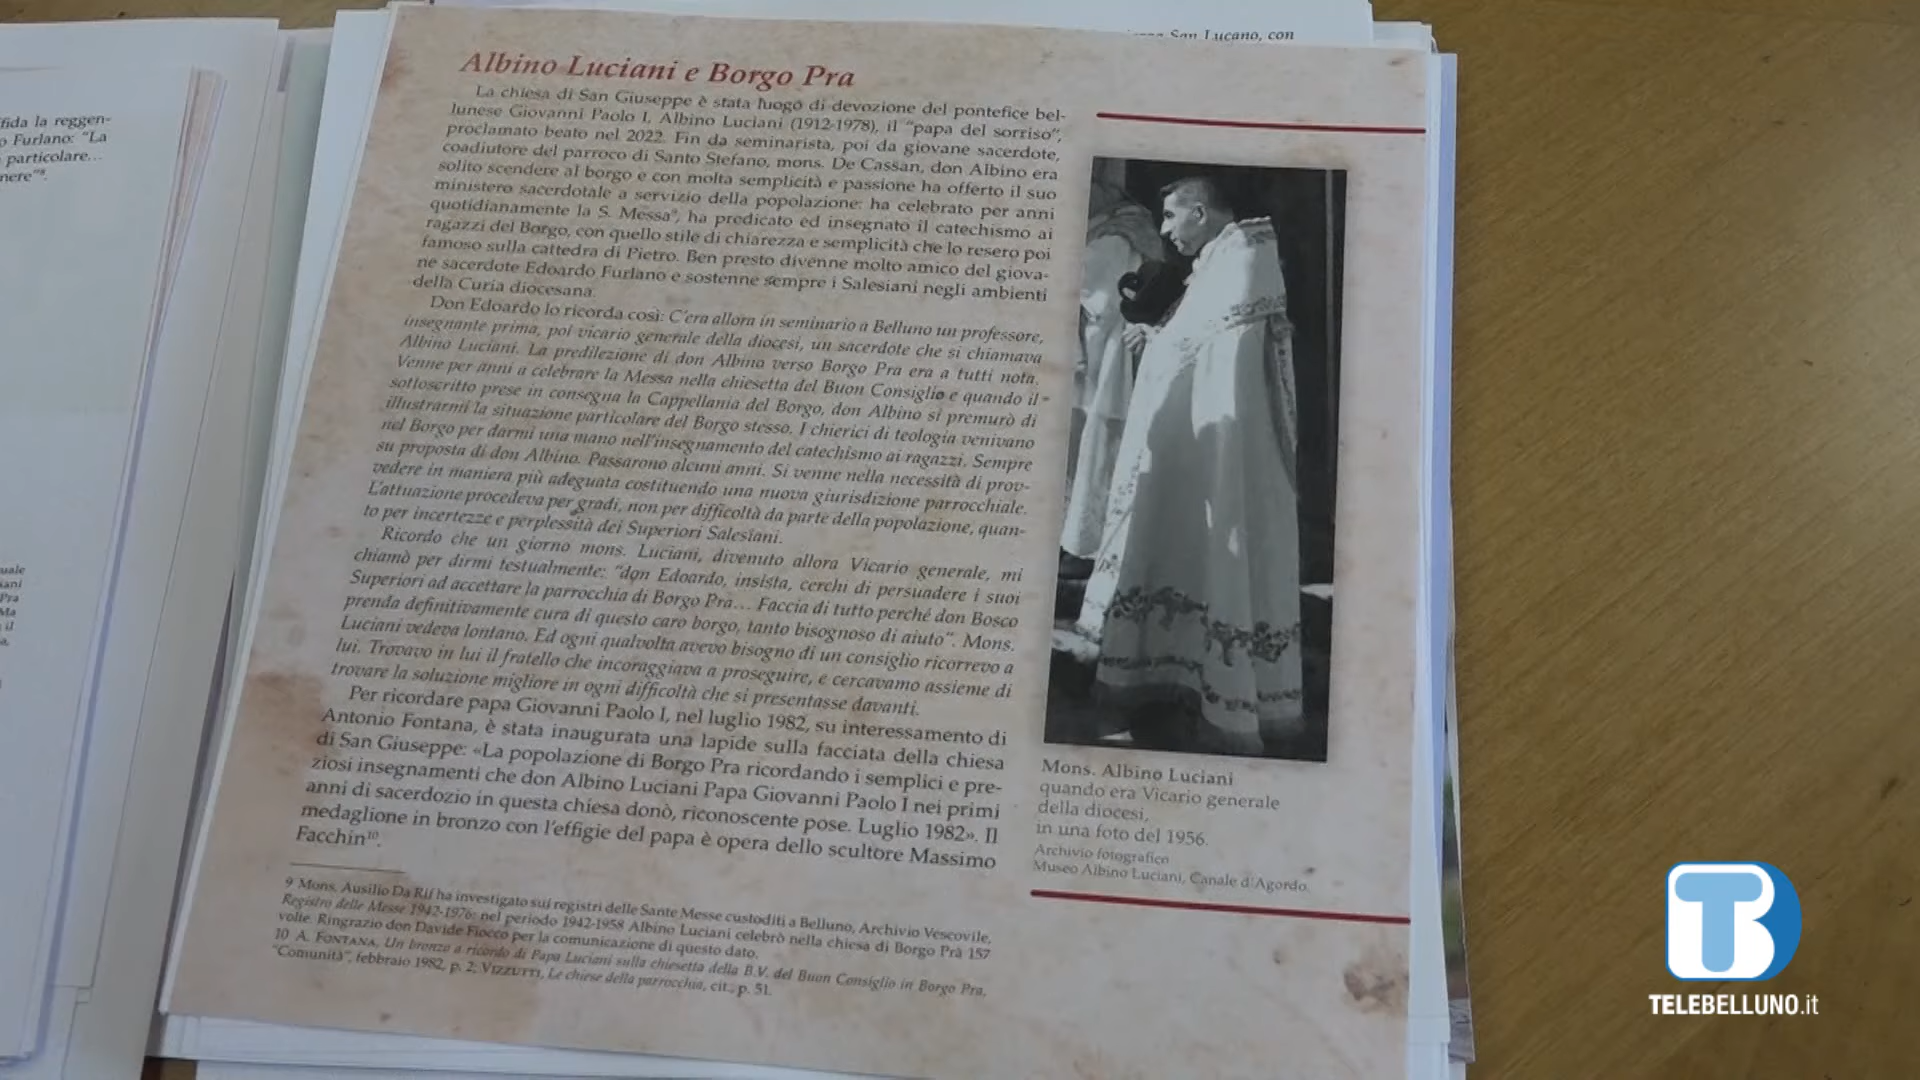 ffida la reggen-
o Furlano: "La
particolare...
nere"⁸.
uale
iani
Pra
Ma
il
San Lucano, con
Albino Luciani e Borgo Pra
La chiesa di San Giuseppe è stata luogo di devozione del pontefice bel-
lunese Giovanni Paolo I, Albino Luciani (1912-1978), il "papa del sorriso",
proclamato beato nel 2022. Fin da seminarista, poi da giovane sacerdote,
coadiutore del parroco di Santo Stefano, mons. De Cassan, don Albino era
solito scendere al borgo e con molta semplicità e passione ha offerto il suo
ministero sacerdotale a servizio della popolazione: ha celebrato per anni
quotidianamente la S. Messa⁹, ha predicato ed insegnato il catechismo ai
ragazzi del Borgo, con quello stile di chiarezza e semplicità che lo resero poi
famoso sulla cattedra di Pietro. Ben presto divenne molto amico del giova-
ne sacerdote Edoardo Furlano e sostenne sempre i Salesiani negli ambienti
della Curia diocesana.
Don Edoardo lo ricorda così: C'era allora in seminario a Belluno un professore,
insegnante prima, poi vicario generale della diocesi, un sacerdote che si chiamava
Albino Luciani. La predilezione di don Albino verso Borgo Pra era a tutti nota.
Venne per anni a celebrare la Messa nella chiesetta del Buon Consiglio e quando il
sottoscritto prese in consegna la Cappellania del Borgo, don Albino si premurò di
illustrarmi la situazione particolare del Borgo stesso. I chierici di teologia venivano
nel Borgo per darmi una mano nell'insegnamento del catechismo ai ragazzi. Sempre
su proposta di don Albino. Passarono alcuni anni. Si venne nella necessità di prov-
vedere in maniera più adeguata costituendo una nuova giurisdizione parrocchiale.
L'attuazione procedeva per gradi, non per difficoltà da parte della popolazione, quan-
to per incertezze e perplessità dei Superiori Salesiani.
Ricordo che un giorno mons. Luciani, divenuto allora Vicario generale, mi
chiamò per dirmi testualmente: "don Edoardo, insista, cerchi di persuadere i suoi
Superiori ad accettare la parrocchia di Borgo Pra... Faccia di tutto perché don Bosco
prenda definitivamente cura di questo caro borgo, tanto bisognoso di aiuto". Mons.
Luciani vedeva lontano. Ed ogni qualvolta avevo bisogno di un consiglio ricorrevo a
lui. Trovavo in lui il fratello che incoraggiava a proseguire, e cercavamo assieme di
trovare la soluzione migliore in ogni difficoltà che si presentasse davanti.
Per ricordare papa Giovanni Paolo I, nel luglio 1982, su interessamento di
Antonio Fontana, è stata inaugurata una lapide sulla facciata della chiesa
di San Giuseppe: «La popolazione di Borgo Pra ricordando i semplici e pre-
ziosi insegnamenti che don Albino Luciani Papa Giovanni Paolo I nei primi
anni di sacerdozio in questa chiesa donò, riconoscente pose. Luglio 1982». Il
medaglione in bronzo con l'effigie del papa è opera dello scultore Massimo
Facchin¹⁰.
9 Mons. Ausilio Da Rif ha investigato sui registri delle Sante Messe custoditi a Belluno, Archivio Vescovile,
Registro delle Messe 1942-1976: nel periodo 1942-1958 Albino Luciani celebrò nella chiesa di Borgo Prà 157
volte. Ringrazio don Davide Fiocco per la comunicazione di questo dato.
10 A. FONTANA, Un bronzo a ricordo di Papa Luciani sulla chiesetta della B.V. del Buon Consiglio in Borgo Pra,
"Comunità", febbraio 1982, p. 2; VIZZUTTI, Le chiese della parrocchia, cit., p. 51.
Mons. Albino Luciani
quando era Vicario generale
della diocesi,
in una foto del 1956.
Archivio fotografico
Museo Albino Luciani, Canale d'Agordo.
TB
TELEBELLUNO.it